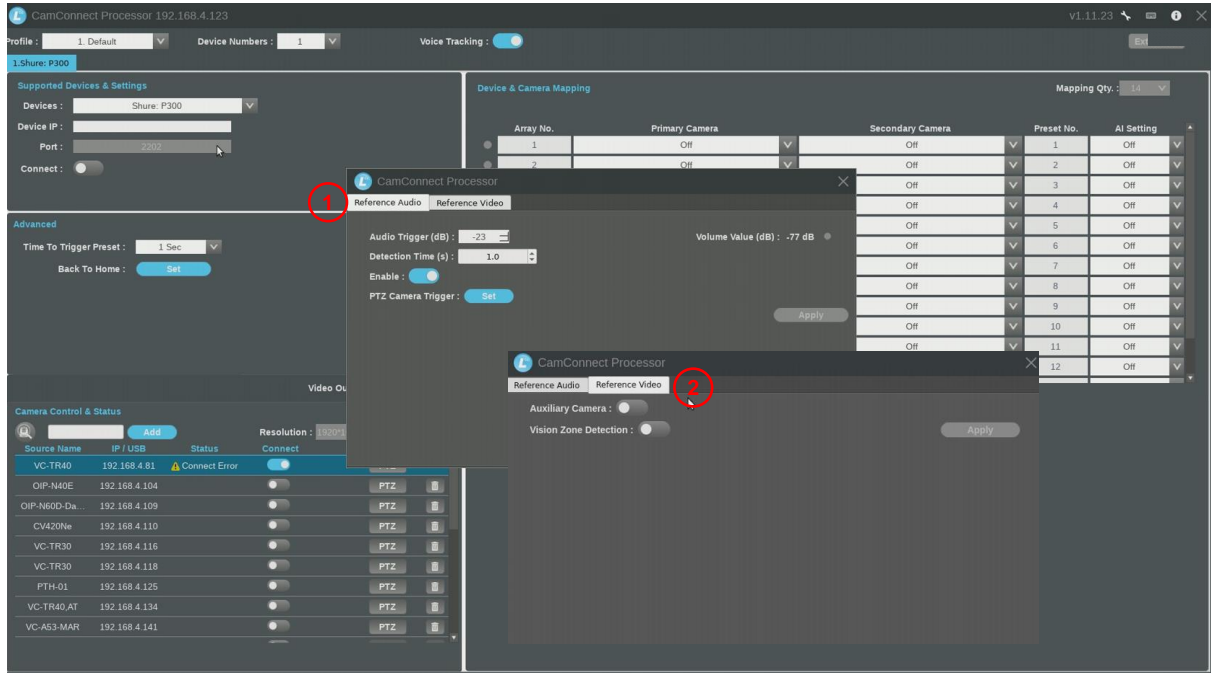 CamConnect Processor 192.168.4.123
v1.11.23
Profile : 1. Default Device Numbers : 1 Voice Tracking :
1.Shure: P300
Supported Devices & Settings
Devices : Shure: P300
Device IP :
Port : 2202
Connect :
Advanced
Time To Trigger Preset : 1 Sec
Back To Home : Set
Device & Camera Mapping
Mapping Qty. : 14
Array No. Primary Camera Secondary Camera Preset No. AI Setting
1 Off Off 1 Off
2 Off Off 2 Off
Off 3 Off
Off 4 Off
Off 5 Off
Off 6 Off
Off 7 Off
Off 8 Off
Off 9 Off
Off 10 Off
Off 11 Off
12 Off
CamConnect Processor
1
Reference Audio Reference Video
Audio Trigger (dB) : -23
Volume Value (dB) : -77 dB
Detection Time (s) : 1.0
Enable :
PTZ Camera Trigger : Set
Apply
CamConnect Processor
Reference Audio Reference Video
2
Auxiliary Camera :
Vision Zone Detection :
Apply
Video
Camera Control & Status
Add
Resolution :
Source Name IP / USB Status Connect
VC-TR40 192.168.4.81 Connect Error
OIP-N40E 192.168.4.104 PTZ
OIP-N60D-Da... 192.168.4.109 PTZ
CV420Ne 192.168.4.110 PTZ
VC-TR30 192.168.4.116 PTZ
VC-TR30 192.168.4.118 PTZ
PTH-01 192.168.4.125 PTZ
VC-TR40,AT 192.168.4.134 PTZ
VC-A53-MAR 192.168.4.141 PTZ